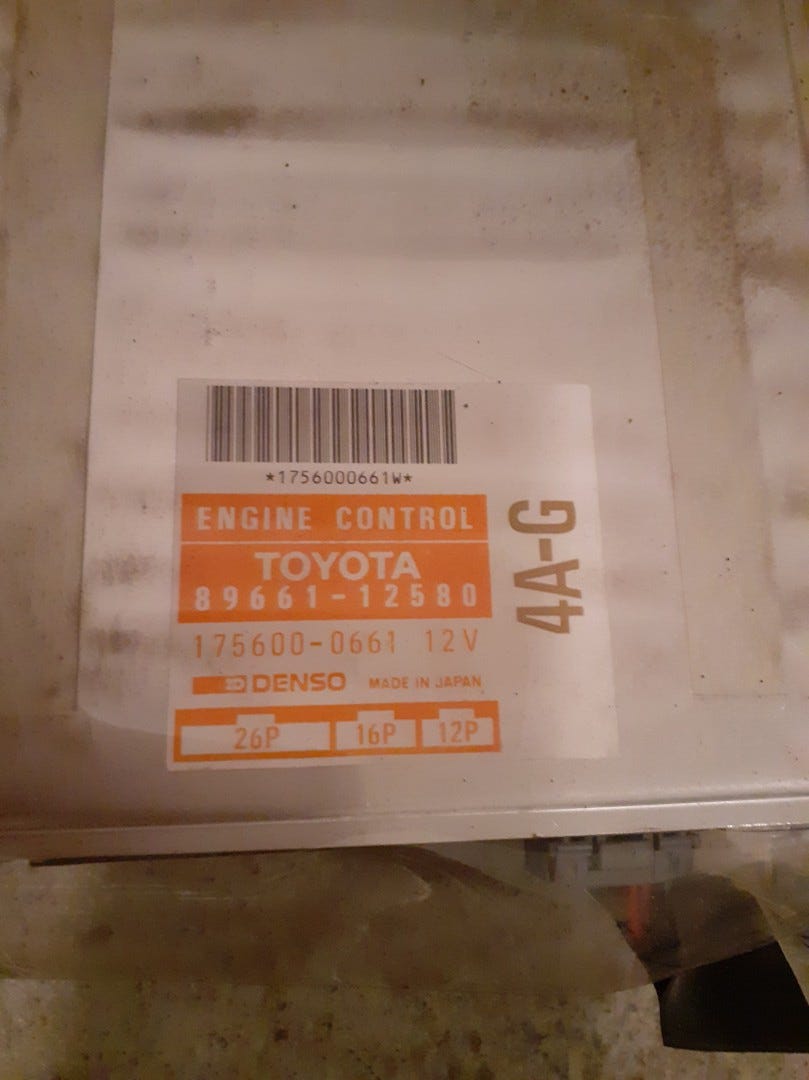 *1756000661W*
ENGINE CONTROL
TOYOTA
89661-12580
175600-0661 12V
DENSO MADE IN JAPAN
26P 16P 12P
4A-G